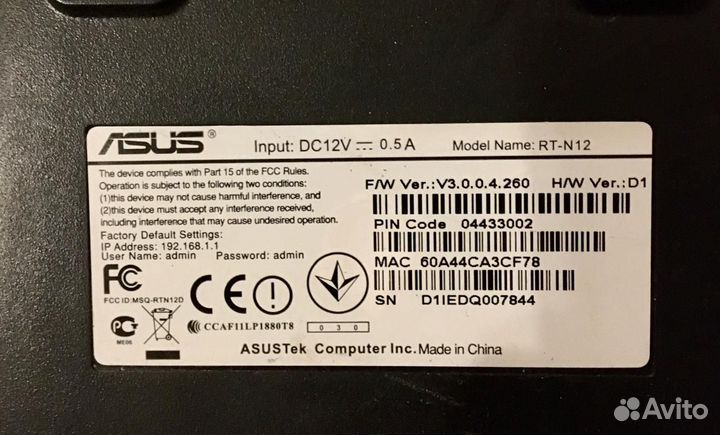 ASUS® Input: DC12V ⎓ 0.5A Model Name: RT-N12
The device complies with Part 15 of the FCC Rules.
Operation is subject to the following two conditions:
(1)this device may not cause harmful interference, and
(2)this device must accept any interference received,
including interference that may cause undesired operation.
Factory Default Settings:
IP Address: 192.168.1.1
User Name: admin Password: admin
F/W Ver.:V3.0.0.4.260 H/W Ver.:D1
PIN Code 04433002
MAC 60A44CA3CF78
SN D1IEDQ007844
FC
FCC ID:MSQ-RTN12D
CE
CCAF11LP1880T8
030
ME06
ASUSTek Computer Inc. Made in China
Avito